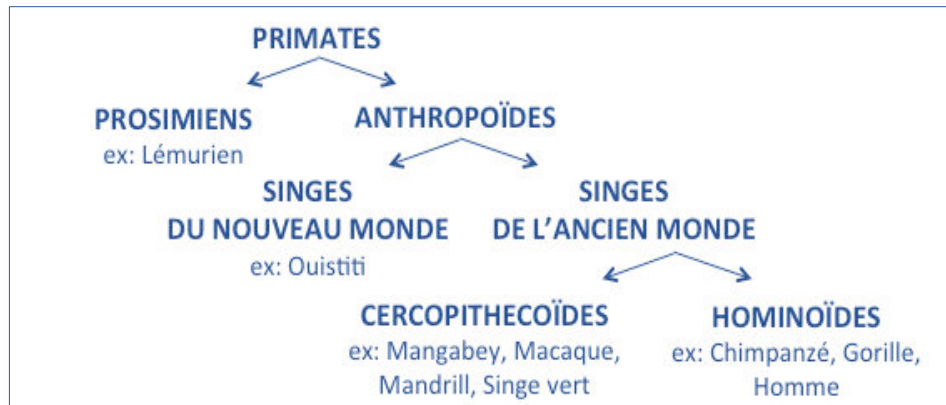 PRIMATES
PROSIMIENS
ex: Lémurien
ANTHROPOÏDES
SINGES
DU NOUVEAU MONDE
ex: Ouistiti
SINGES
DE L'ANCIEN MONDE
CERCOPITHECOÏDES
ex: Mangabey, Macaque,
Mandrill, Singe vert
HOMINOÏDES
ex: Chimpanzé, Gorille,
Homme